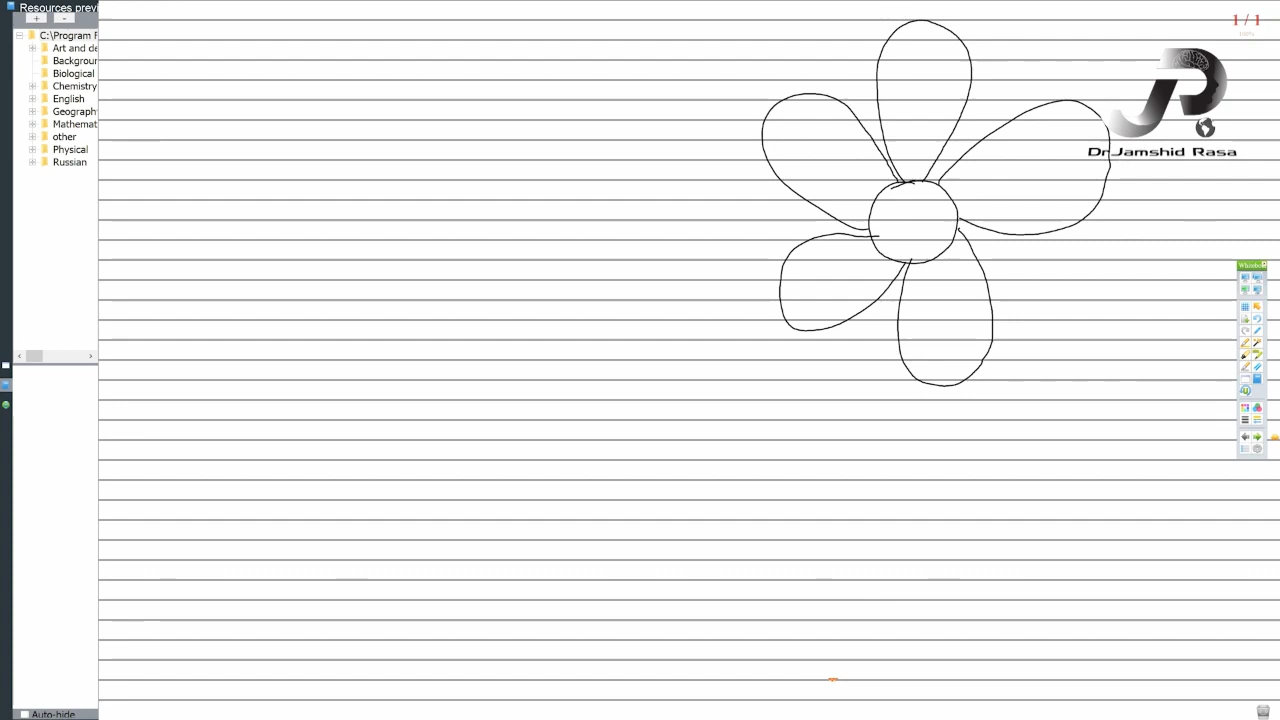 Resources previ
+ -
C:\Program F
Art and de
Backgrour
Biological
Chemistry
English
Geograph
Mathemat
other
Physical
Russian
Auto-hide
1 / 1
100%
Dr.Jamshid Rasa